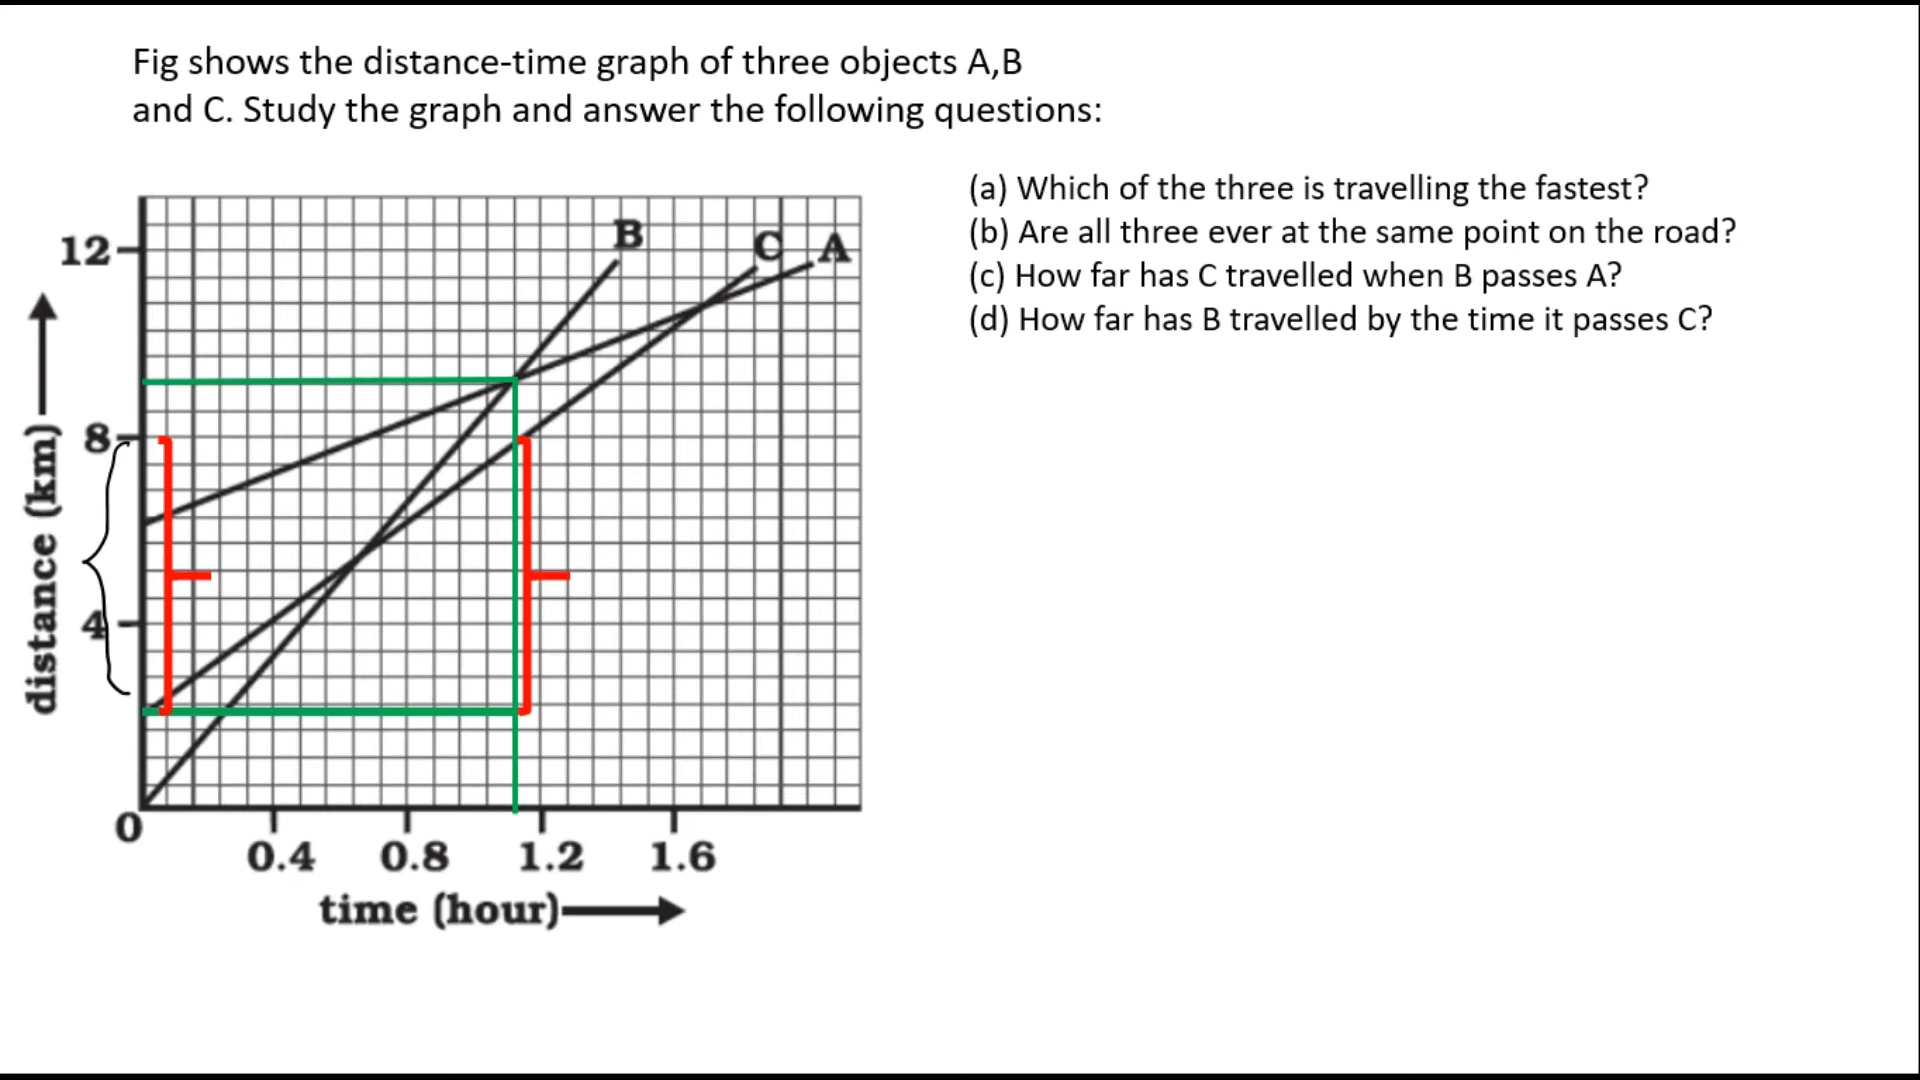 Fig shows the distance-time graph of three objects A,B
and C. Study the graph and answer the following questions:
(a) Which of the three is travelling the fastest?
(b) Are all three ever at the same point on the road?
(c) How far has C travelled when B passes A?
(d) How far has B travelled by the time it passes C?
B
C A
12
8
4
0
distance (km)
0.4 0.8 1.2 1.6
time (hour)